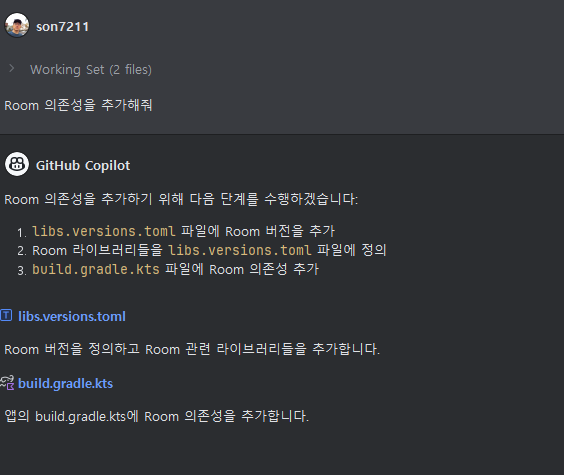 son7211
Working Set (2 files)
Room 의존성을 추가해줘
GitHub Copilot
Room 의존성을 추가하기 위해 다음 단계를 수행하겠습니다:
1. libs.versions.toml 파일에 Room 버전을 추가
2. Room 라이브러리들을 libs.versions.toml 파일에 정의
3. build.gradle.kts 파일에 Room 의존성 추가
libs.versions.toml
Room 버전을 정의하고 Room 관련 라이브러리들을 추가합니다.
build.gradle.kts
앱의 build.gradle.kts에 Room 의존성을 추가합니다.